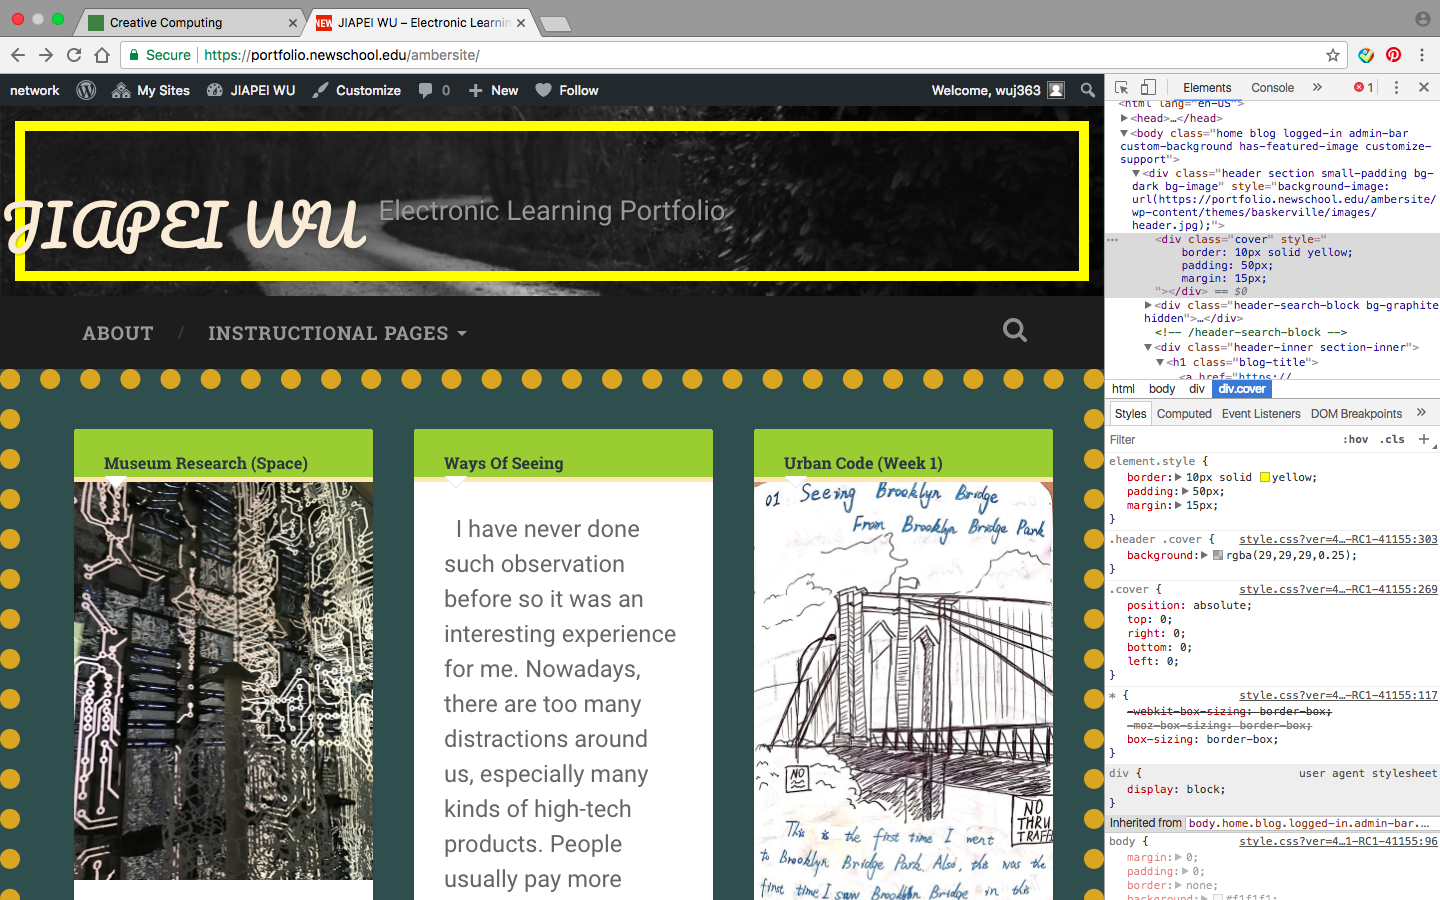 Creative Computing
NEW JIAPEI WU – Electronic Learnin
Secure https://portfolio.newschool.edu/ambersite/
network My Sites JIAPEI WU Customize 0 New Follow Welcome, wuj363
JIAPEI WU Electronic Learning Portfolio
ABOUT / INSTRUCTIONAL PAGES
Museum Research (Space)
Ways Of Seeing
I have never done
such observation
before so it was an
interesting experience
for me. Nowadays,
there are too many
distractions around
us, especially many
kinds of high-tech
products. People
usually pay more
Urban Code (Week 1)
01 Seeing Brooklyn Bridge
From Brooklyn Bridge Park
NO
NO
THRU
TRAFF
This is the first time I went
to Brooklyn Bridge Park. Also, this was the
first time I saw Brooklyn Bridge in this
Elements Console » 1
<html lang="en-US">
▶<head>…</head>
▼<body class="home blog logged-in admin-bar
custom-background has-featured-image customize-
support">
▼<div class="header section small-padding bg-
dark bg-image" style="background-image:
url(https://portfolio.newschool.edu/ambersite/
wp-content/themes/baskerville/images/
header.jpg);">
<div class="cover" style="
border: 10px solid yellow;
padding: 50px;
margin: 15px;
"></div> == $0
▶<div class="header-search-block bg-graphite
hidden">…</div>
<!-- /header-search-block -->
▼<div class="header-inner section-inner">
▼<h1 class="blog-title">
<a href="https://
html body div div.cover
Styles Computed Event Listeners DOM Breakpoints »
Filter :hov .cls +
element.style {
border:▶10px solid yellow;
padding:▶50px;
margin:▶15px;
}
.header .cover { style.css?ver=4…-RC1-41155:303
background:▶rgba(29,29,29,0.25);
}
.cover { style.css?ver=4…-RC1-41155:269
position: absolute;
top: 0;
right: 0;
bottom: 0;
left: 0;
}
* { style.css?ver=4…-RC1-41155:117
-webkit-box-sizing: border-box;
-moz-box-sizing: border-box;
box-sizing: border-box;
}
div { user agent stylesheet
display: block;
}
Inherited from body.home.blog.logged-in.admin-bar.…
body { style.css?ver=4…1-RC1-41155:96
margin:▶0;
padding:▶0;
border:▶none;
background:▶#f1f1f1;